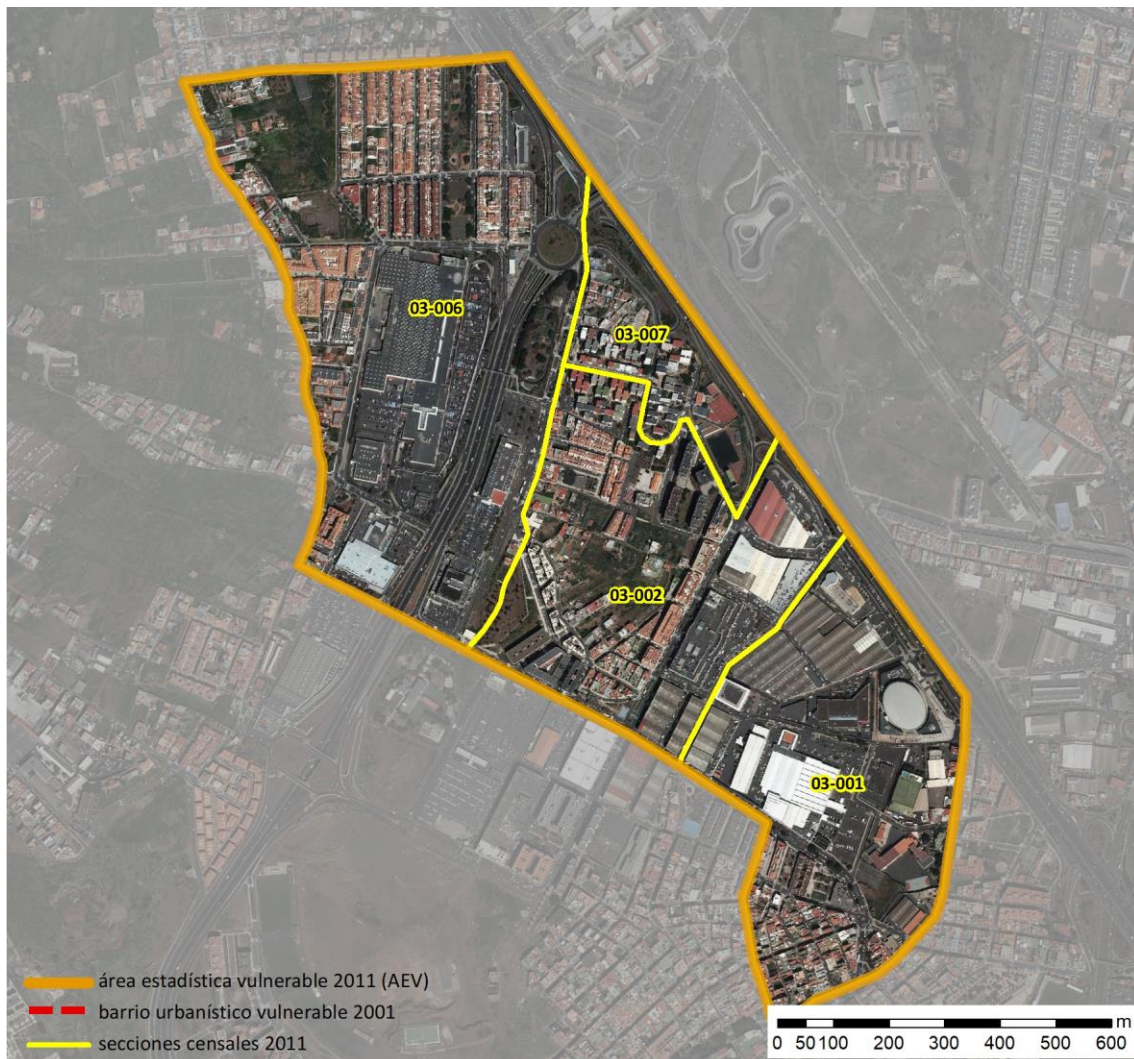 03-006
03-007
03-002
03-001
área estadística vulnerable 2011 (AEV)
barrio urbanístico vulnerable 2001
secciones censales 2011
m
0 50 100 200 300 400 500 600